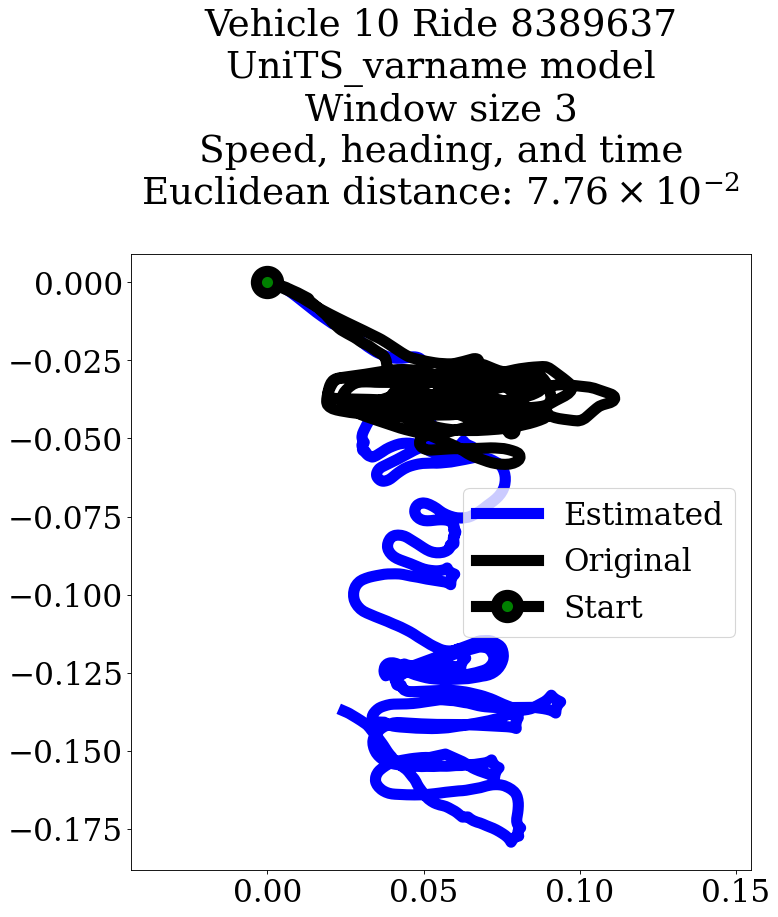 Vehicle 10 Ride 8389637
UniTS_varname model
Window size 3
Speed, heading, and time
Euclidean distance: 7.76 × 10⁻²
0.000
−0.025
−0.050
−0.075
−0.100
−0.125
−0.150
−0.175
Estimated
Original
Start
0.00 0.05 0.10 0.15